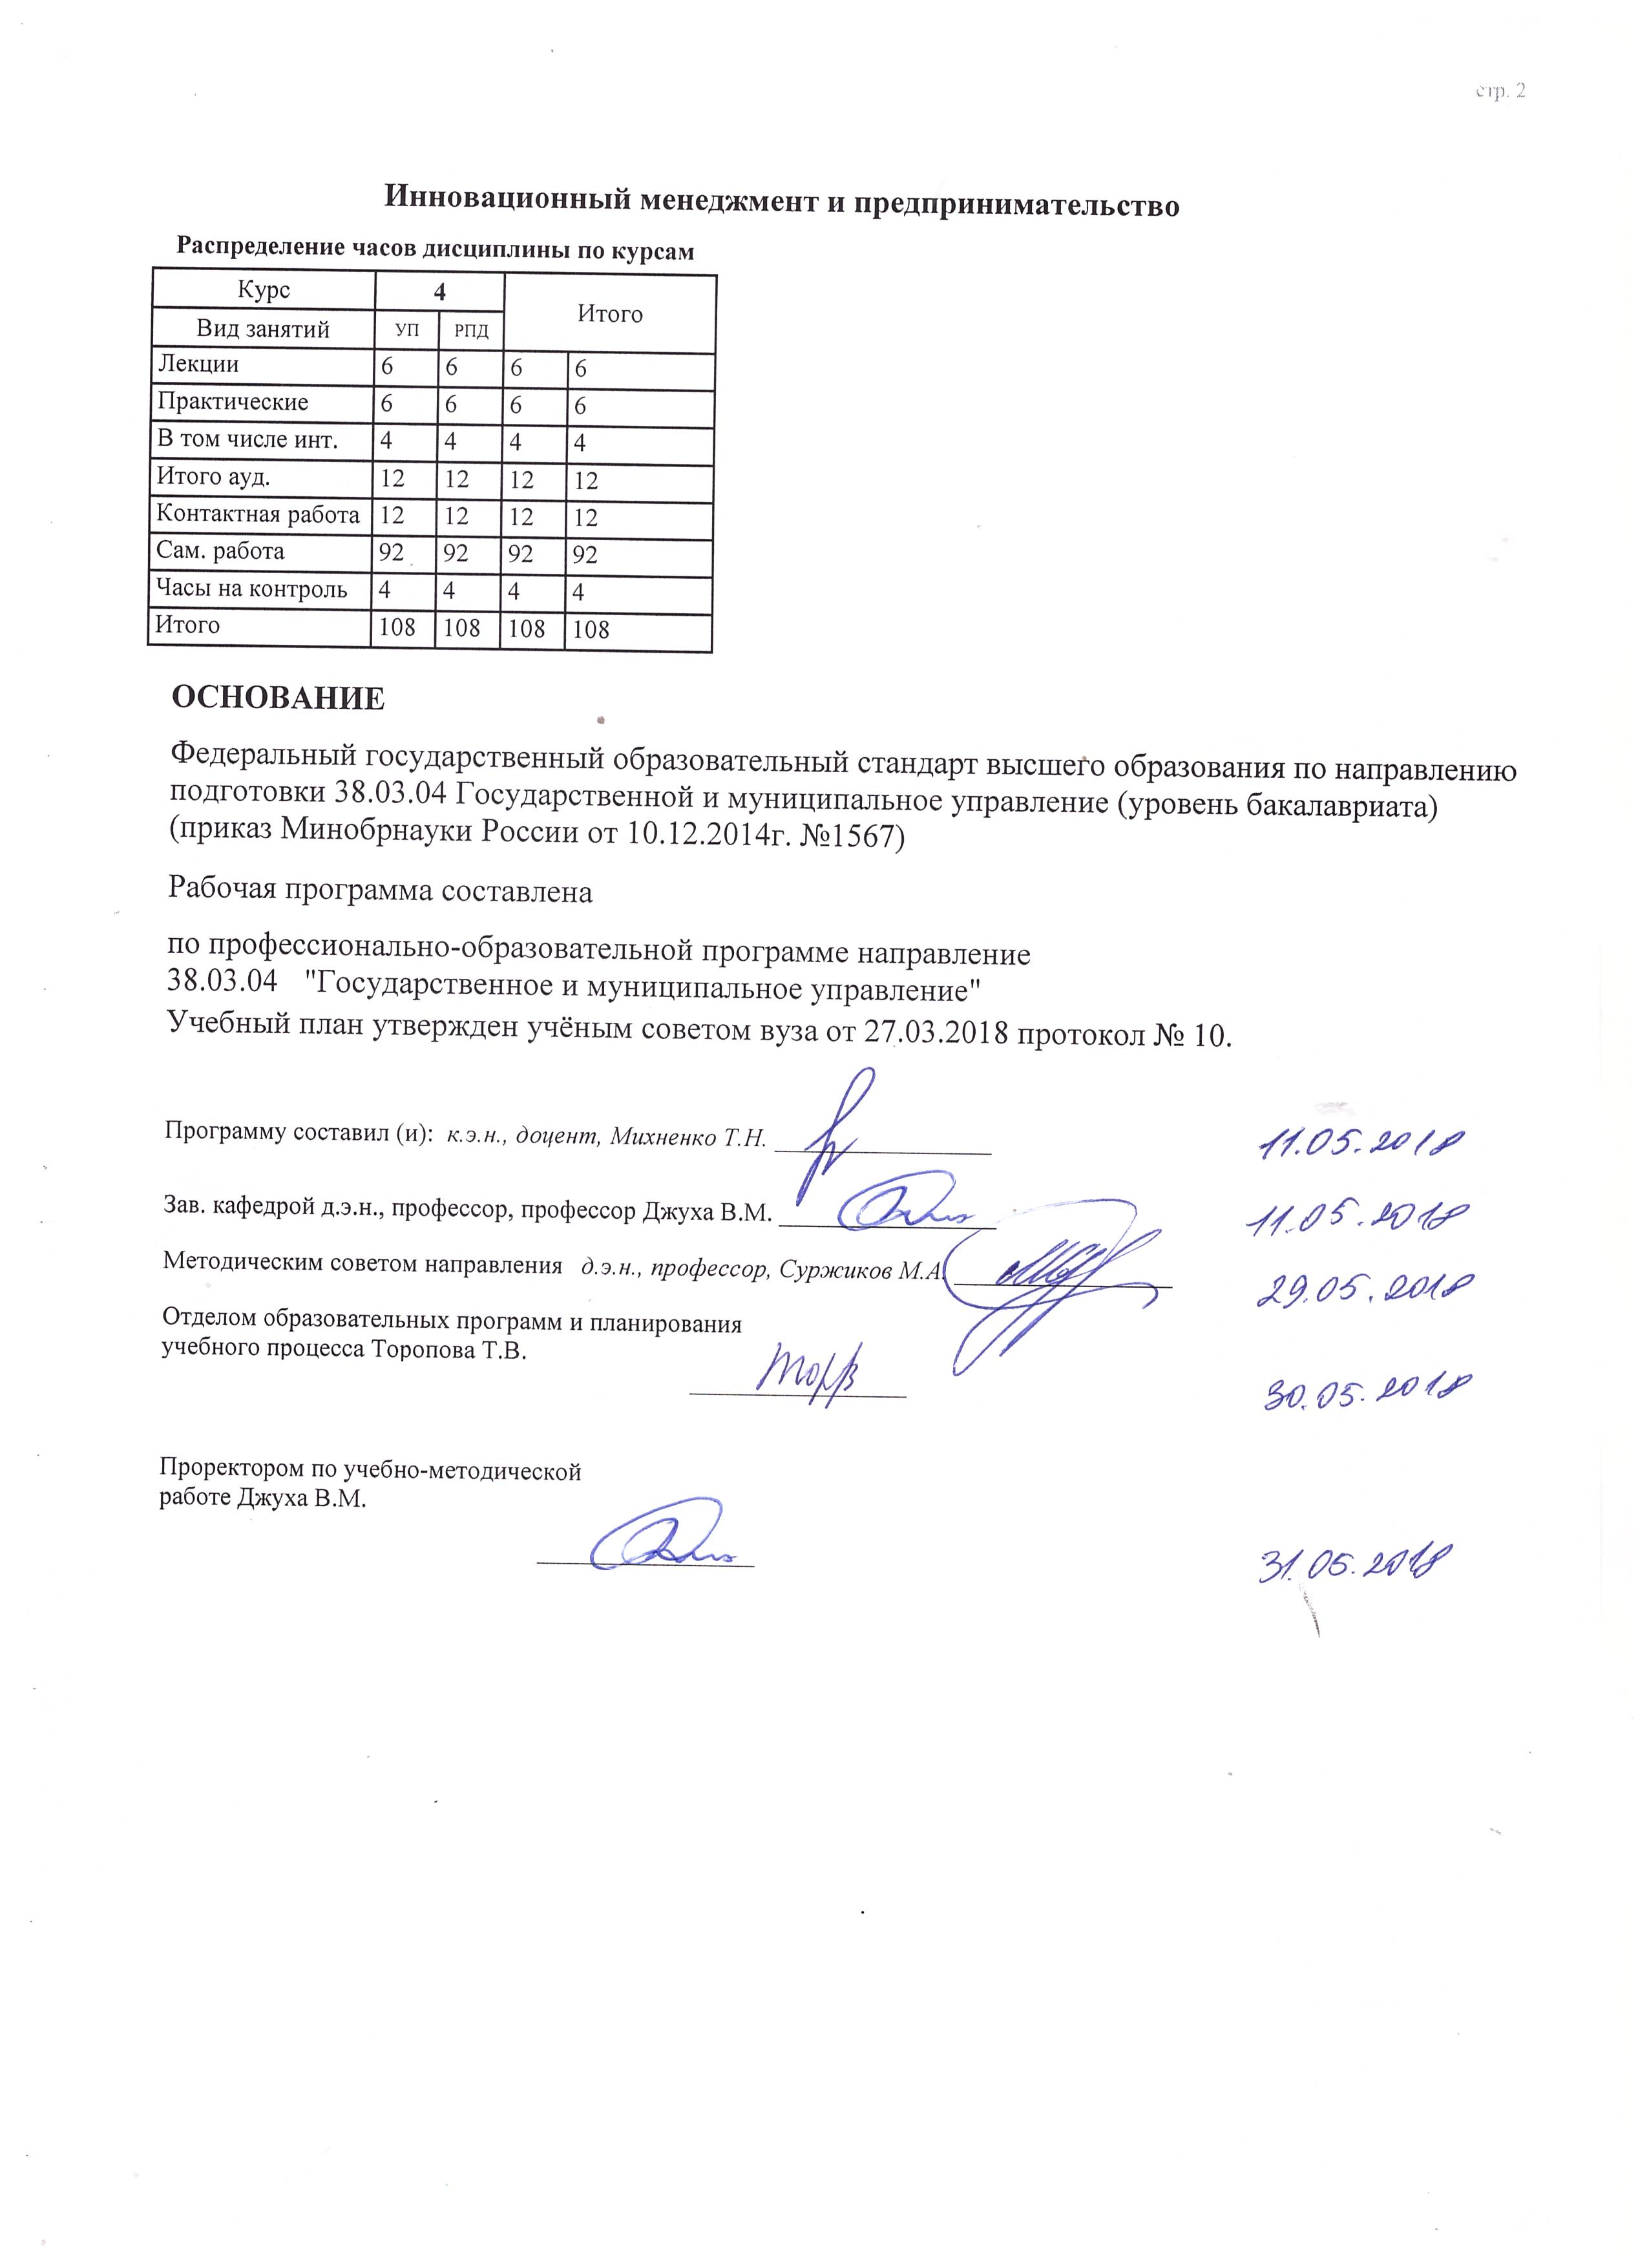 стр. 2
Инновационный менеджмент и предпринимательство
Распределение часов дисциплины по курсам
Курс 4 Итого
Вид занятий УП РПД
Лекции 6 6 6 6
Практические 6 6 6 6
В том числе инт. 4 4 4 4
Итого ауд. 12 12 12 12
Контактная работа 12 12 12 12
Сам. работа 92 92 92 92
Часы на контроль 4 4 4 4
Итого 108 108 108 108
ОСНОВАНИЕ
Федеральный государственный образовательный стандарт высшего образования по направлению
подготовки 38.03.04 Государственной и муниципальное управление (уровень бакалавриата)
(приказ Минобрнауки России от 10.12.2014г. №1567)
Рабочая программа составлена
по профессионально-образовательной программе направление
38.03.04 "Государственное и муниципальное управление"
Учебный план утвержден учёным советом вуза от 27.03.2018 протокол № 10.
Программу составил (и): к.э.н., доцент, Михненко Т.Н. 11.05.2018
Зав. кафедрой д.э.н., профессор, профессор Джуха В.М. 11.05.2018
Методическим советом направления д.э.н., профессор, Суржиков М.А. 29.05.2018
Отделом образовательных программ и планирования
учебного процесса Торопова Т.В.
30.05.2018
Проректором по учебно-методической
работе Джуха В.М.
31.05.2018